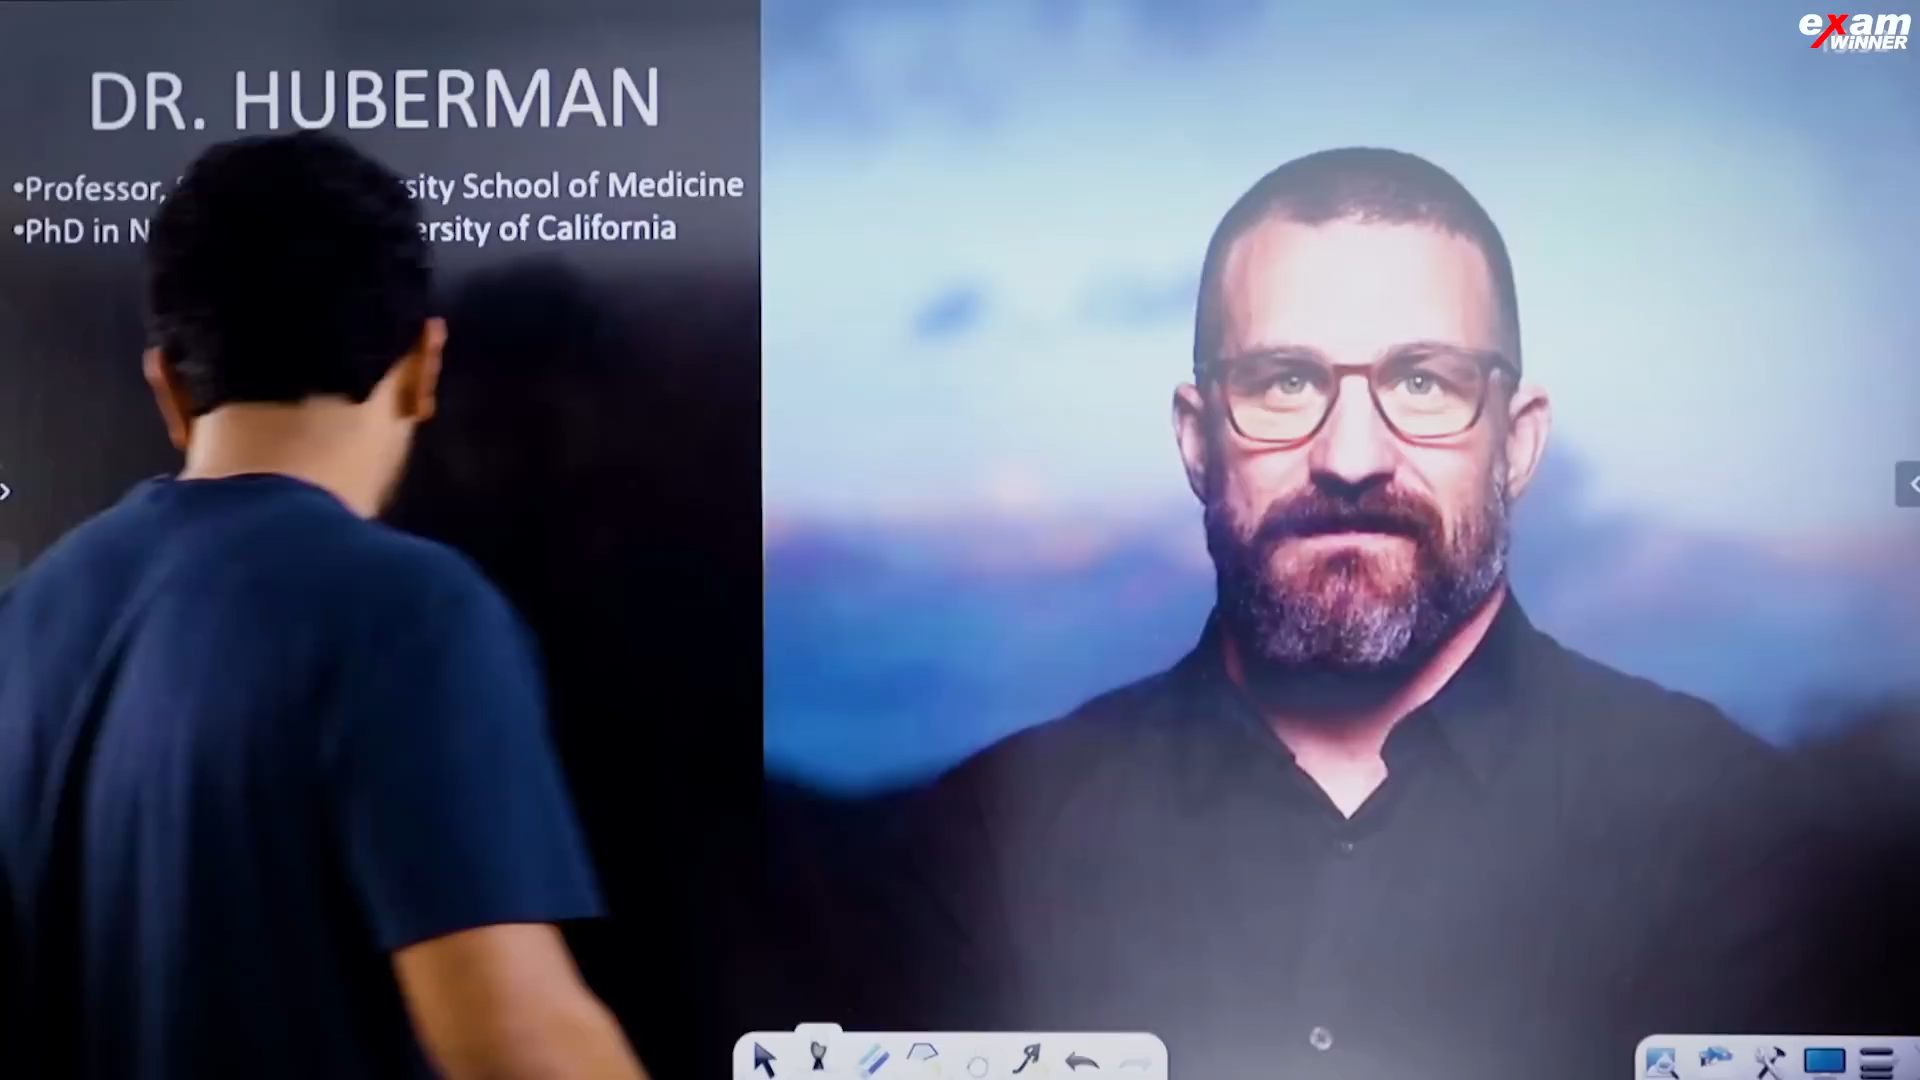 exam
WINNER
DR. HUBERMAN
•Professor, sity School of Medicine
•PhD in N ersity of California